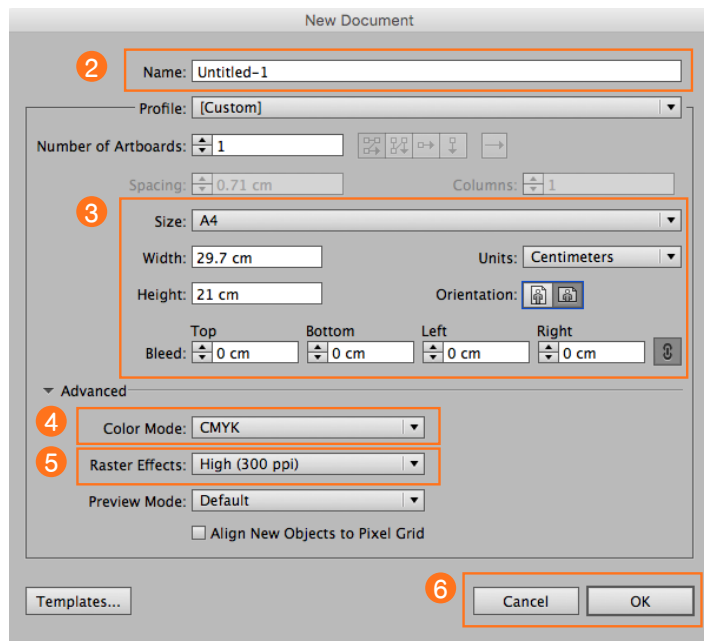 New Document
2 Name: Untitled-1
Profile: [Custom]
Number of Artboards: 1
Spacing: 0.71 cm Columns: 1
3
Size: A4
Width: 29.7 cm Units: Centimeters
Height: 21 cm Orientation:
Top Bottom Left Right
Bleed: 0 cm 0 cm 0 cm 0 cm
Advanced
4 Color Mode: CMYK
5 Raster Effects: High (300 ppi)
Preview Mode: Default
Align New Objects to Pixel Grid
6
Templates... Cancel OK